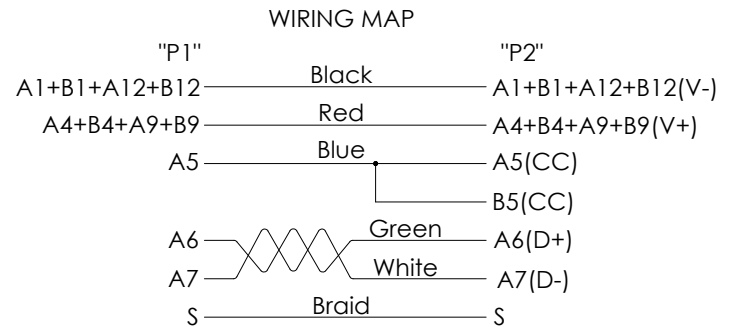 WIRING MAP
"P1" "P2"
A1+B1+A12+B12 Black A1+B1+A12+B12(V-)
A4+B4+A9+B9 Red A4+B4+A9+B9(V+)
A5 Blue A5(CC)
B5(CC)
A6 Green A6(D+)
A7 White A7(D-)
S Braid S